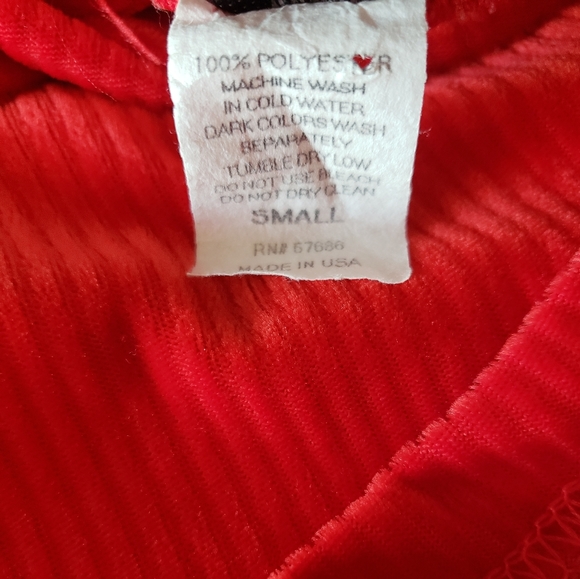 100% POLYESTER
MACHINE WASH
IN COLD WATER
DARK COLORS WASH
SEPARATELY
TUMBLE DRY LOW
DO NOT USE BLEACH
DO NOT DRY CLEAN
SMALL
RN# 57686
MADE IN USA